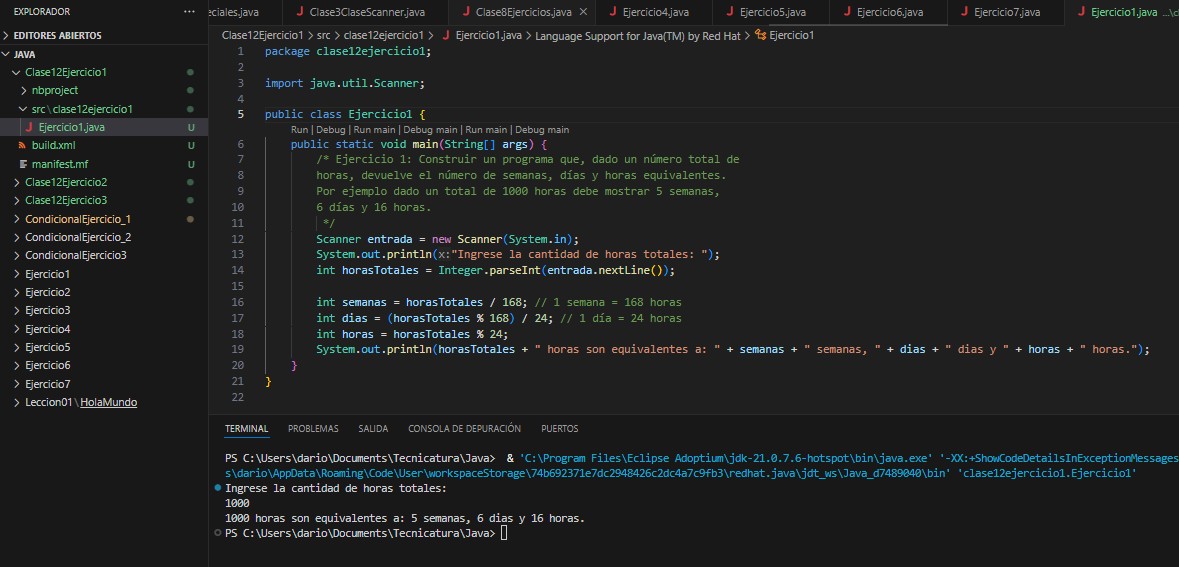 EXPLORADOR ···
EDITORES ABIERTOS
JAVA
Clase12Ejercicio1
nbproject
src\clase12ejercicio1
Ejercicio1.java U
build.xml U
manifest.mf U
Clase12Ejercicio2
Clase12Ejercicio3
CondicionalEjercicio_1
CondicionalEjercicio_2
CondicionalEjercicio3
Ejercicio1
Ejercicio2
Ejercicio3
Ejercicio4
Ejercicio5
Ejercicio6
Ejercicio7
Leccion01\HolaMundo
eciales.java Clase3ClaseScanner.java Clase8Ejercicios.java Ejercicio4.java Ejercicio5.java Ejercicio6.java Ejercicio7.java Ejercicio1.java ...\c
Clase12Ejercicio1 > src > clase12ejercicio1 > Ejercicio1.java > Language Support for Java(TM) by Red Hat > Ejercicio1
1 package clase12ejercicio1;
2
3 import java.util.Scanner;
4
5 public class Ejercicio1 {
Run | Debug | Run main | Debug main | Run main | Debug main
6 public static void main(String[] args) {
7 /* Ejercicio 1: Construir un programa que, dado un número total de
8 horas, devuelve el número de semanas, días y horas equivalentes.
9 Por ejemplo dado un total de 1000 horas debe mostrar 5 semanas,
10 6 días y 16 horas.
11 */
12 Scanner entrada = new Scanner(System.in);
13 System.out.println(x:"Ingrese la cantidad de horas totales: ");
14 int horasTotales = Integer.parseInt(entrada.nextLine());
15
16 int semanas = horasTotales / 168; // 1 semana = 168 horas
17 int dias = (horasTotales % 168) / 24; // 1 día = 24 horas
18 int horas = horasTotales % 24;
19 System.out.println(horasTotales + " horas son equivalentes a: " + semanas + " semanas, " + dias + " dias y " + horas + " horas.");
20 }
21 }
22
TERMINAL PROBLEMAS SALIDA CONSOLA DE DEPURACIÓN PUERTOS
PS C:\Users\dario\Documents\Tecnicatura\Java> & 'C:\Program Files\Eclipse Adoptium\jdk-21.0.7.6-hotspot\bin\java.exe' '-XX:+ShowCodeDetailsInExceptionMessages
s\dario\AppData\Roaming\Code\User\workspaceStorage\74b692371e7dc2948426c2dc4a7c9fb3\redhat.java\jdt_ws\Java_d7489040\bin' 'clase12ejercicio1.Ejercicio1'
Ingrese la cantidad de horas totales:
1000
1000 horas son equivalentes a: 5 semanas, 6 dias y 16 horas.
PS C:\Users\dario\Documents\Tecnicatura\Java>